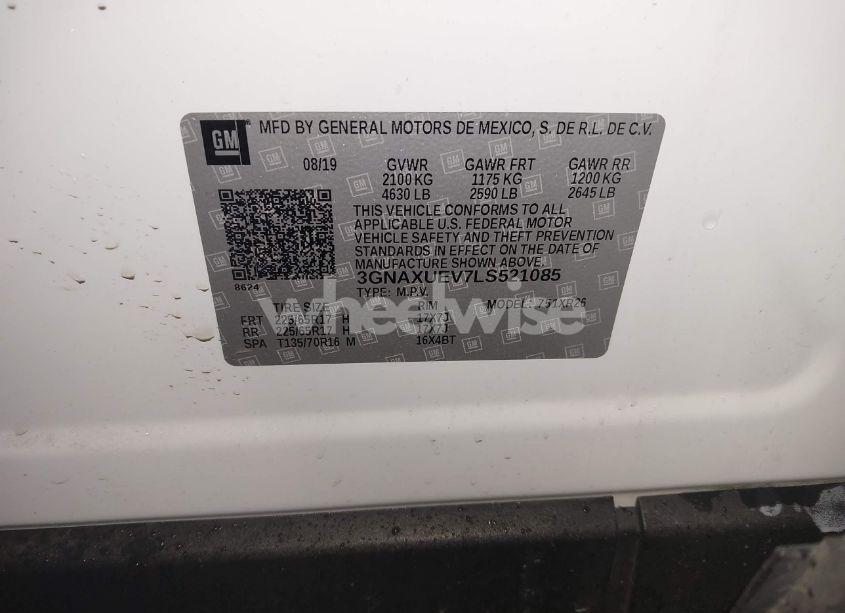 GM MFD BY GENERAL MOTORS DE MEXICO, S. DE R.L. DE C.V.
08/19 GVWR GAWR FRT GAWR RR
2100 KG 1175 KG 1200 KG
4630 LB 2590 LB 2645 LB
THIS VEHICLE CONFORMS TO ALL
APPLICABLE U.S. FEDERAL MOTOR
VEHICLE SAFETY AND THEFT PREVENTION
STANDARDS IN EFFECT ON THE DATE OF
MANUFACTURE SHOWN ABOVE.
3GNAXUEV7LS521085
8624
TYPE: M.P.V. MODEL: 751XR26
TIRE SIZE RIM
FRT 225/65R17 H 17X7J
RR 225/65R17 H 17X7J
SPA T135/70R16 M 16X4BT
wheelwise